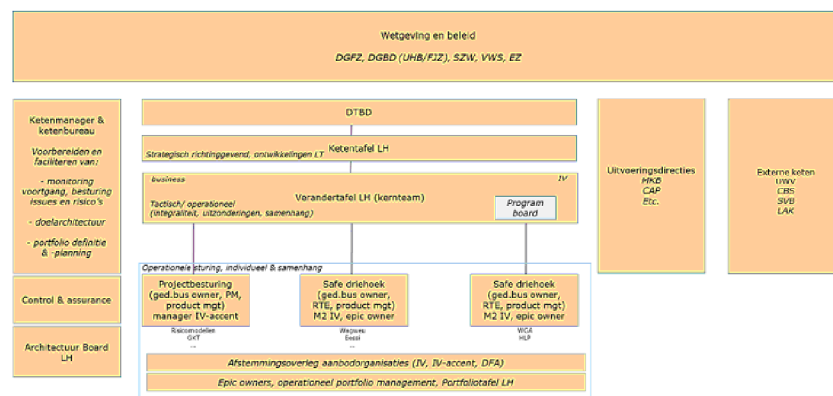 Wetgeving en beleid
DGFZ, DGBD (UHB/FJZ), SZW, VWS, EZ
Ketenmanager &
ketenbureau
Voorbereiden en
faciliteren van:
- monitoring
voortgang, besturing
issues en risico's
- doelarchitectuur
- portfolio definitie
& -planning
Control & assurance
Architectuur Board
LH
DTBD
Ketentafel LH
Strategisch richtinggevend, ontwikkelingen LT
business
IV
Verandertafel LH (kernteam)
Tactisch/ operationeel
(integraliteit, uitzonderingen, samenhang)
Program
board
Operationele sturing, individueel & samenhang
Projectbesturing
(ged.bus owner, PM,
product mgt)
manager IV-accent
Risicomodellen
GKT
...
Safe driehoek
(ged.bus owner,
RTE, product mgt)
M2 IV, epic owner
Eessi
...
Safe driehoek
(ged.bus owner,
RTE, product mgt)
M2 IV, epic owner
WGA
HLP
Afstemmingsoverleg aanbodorganisaties (IV, IV-accent, DFA)
Epic owners, operationeel portfolio management, Portfoliotafel LH
Uitvoeringsdirecties
MKB
CAP
Etc.
Externe keten
UWV
CBS
SVB
LAK